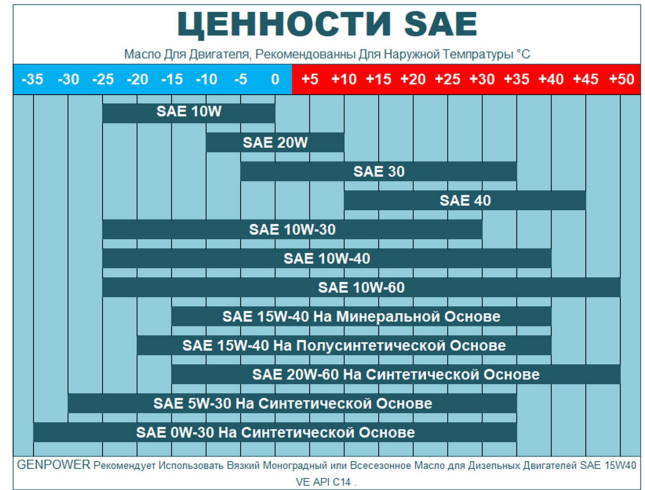 ЦЕННОСТИ SAE
Масло Для Двигателя, Рекомендованны Для Наружной Темпратуры °C
-35 -30 -25 -20 -15 -10 -5 0 +5 +10 +15 +20 +25 +30 +35 +40 +45 +50
SAE 10W
SAE 20W
SAE 30
SAE 40
SAE 10W-30
SAE 10W-40
SAE 10W-60
SAE 15W-40 На Минеральной Основе
SAE 15W-40 На Полусинтетической Основе
SAE 20W-60 На Синтетической Основе
SAE 5W-30 На Синтетической Основе
SAE 0W-30 На Синтетической Основе
GENPOWER Рекомендует Использовать Вязкий Моноградный или Всесезонное Масло для Дизельных Двигателей SAE 15W40
VE API C14 .